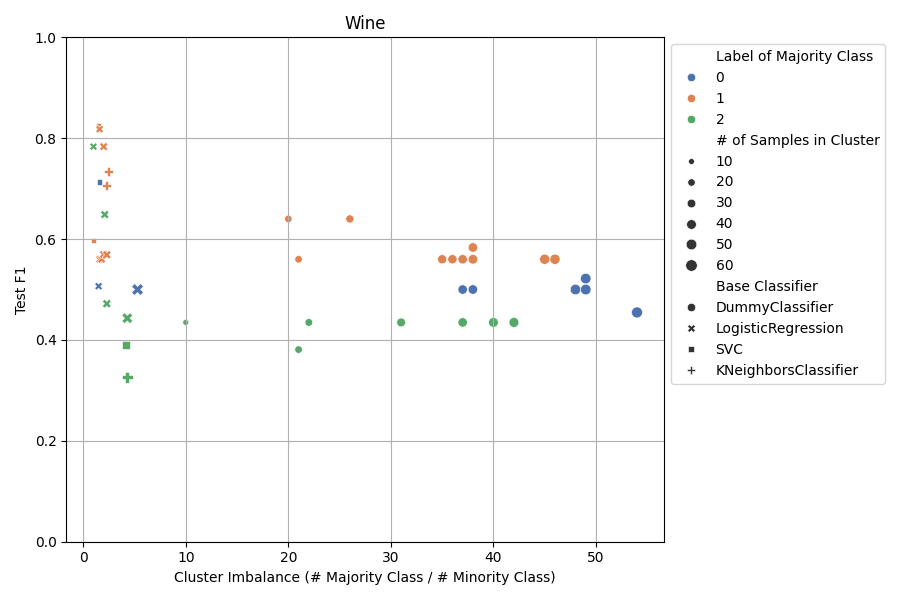 Wine
1.0
0.8
0.6
0.4
0.2
0.0
Test F1
0
10
20
30
40
50
Cluster Imbalance (# Majority Class / # Minority Class)
Label of Majority Class
0
1
2
# of Samples in Cluster
10
20
30
40
50
60
Base Classifier
DummyClassifier
LogisticRegression
SVC
KNeighborsClassifier